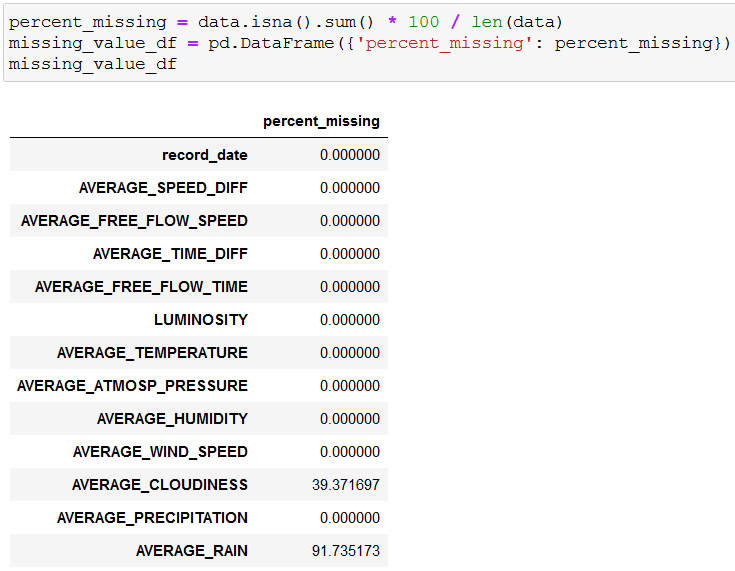 percent_missing = data.isna().sum() * 100 / len(data)
missing_value_df = pd.DataFrame({'percent_missing': percent_missing})
missing_value_df
percent_missing
record_date 0.000000
AVERAGE_SPEED_DIFF 0.000000
AVERAGE_FREE_FLOW_SPEED 0.000000
AVERAGE_TIME_DIFF 0.000000
AVERAGE_FREE_FLOW_TIME 0.000000
LUMINOSITY 0.000000
AVERAGE_TEMPERATURE 0.000000
AVERAGE_ATMOSP_PRESSURE 0.000000
AVERAGE_HUMIDITY 0.000000
AVERAGE_WIND_SPEED 0.000000
AVERAGE_CLOUDINESS 39.371697
AVERAGE_PRECIPITATION 0.000000
AVERAGE_RAIN 91.735173